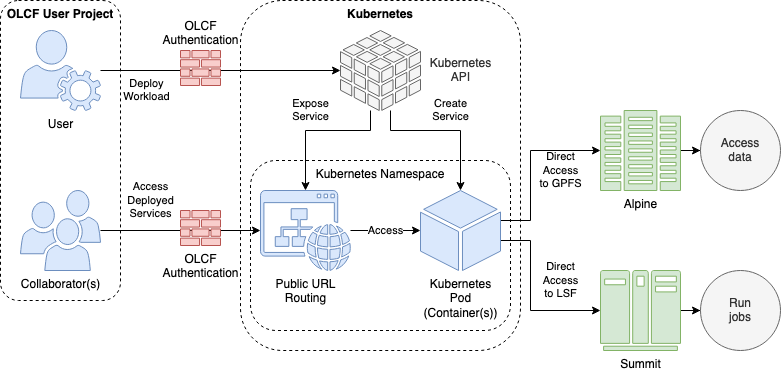 OLCF User Project
OLCF
Authentication
Kubernetes
Kubernetes
API
Deploy
Workload
User
Expose
Service
Create
Service
Access
data
Direct
Access
to GPFS
Alpine
Kubernetes Namespace
Access
Deployed
Services
Access
Collaborator(s)
OLCF
Authentication
Public URL
Routing
Kubernetes
Pod
(Container(s))
Direct
Access
to LSF
Run
jobs
Summit